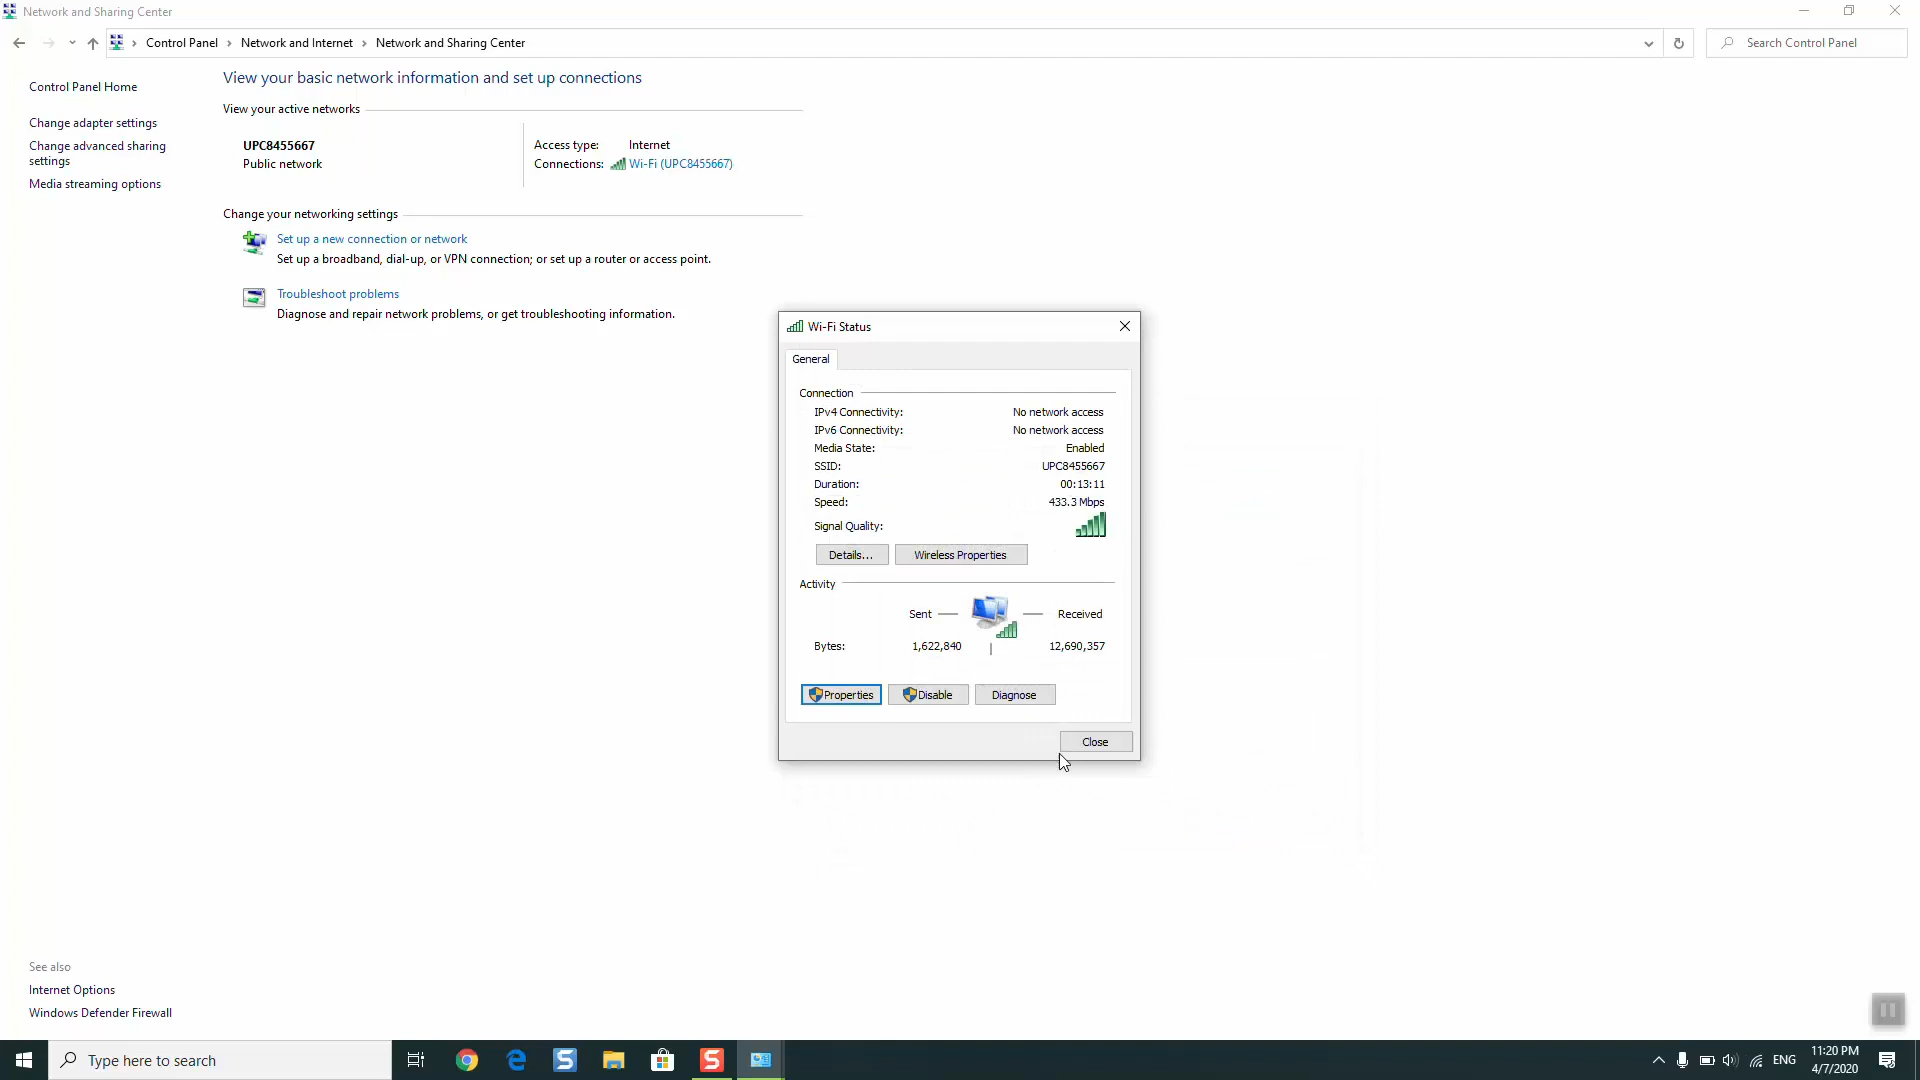 Network and Sharing Center
Control Panel > Network and Internet > Network and Sharing Center
Search Control Panel
Control Panel Home
Change adapter settings
Change advanced sharing
settings
Media streaming options
View your basic network information and set up connections
View your active networks
UPC8455667
Public network
Access type: Internet
Connections: Wi-Fi (UPC8455667)
Change your networking settings
Set up a new connection or network
Set up a broadband, dial-up, or VPN connection; or set up a router or access point.
Troubleshoot problems
Diagnose and repair network problems, or get troubleshooting information.
Wi-Fi Status
General
Connection
IPv4 Connectivity: No network access
IPv6 Connectivity: No network access
Media State: Enabled
SSID: UPC8455667
Duration: 00:13:11
Speed: 433.3 Mbps
Signal Quality:
Details... Wireless Properties
Activity
Sent Received
Bytes: 1,622,840 12,690,357
Properties Disable Diagnose
Close
See also
Internet Options
Windows Defender Firewall
Type here to search
S
S
ENG
11:20 PM
4/7/2020